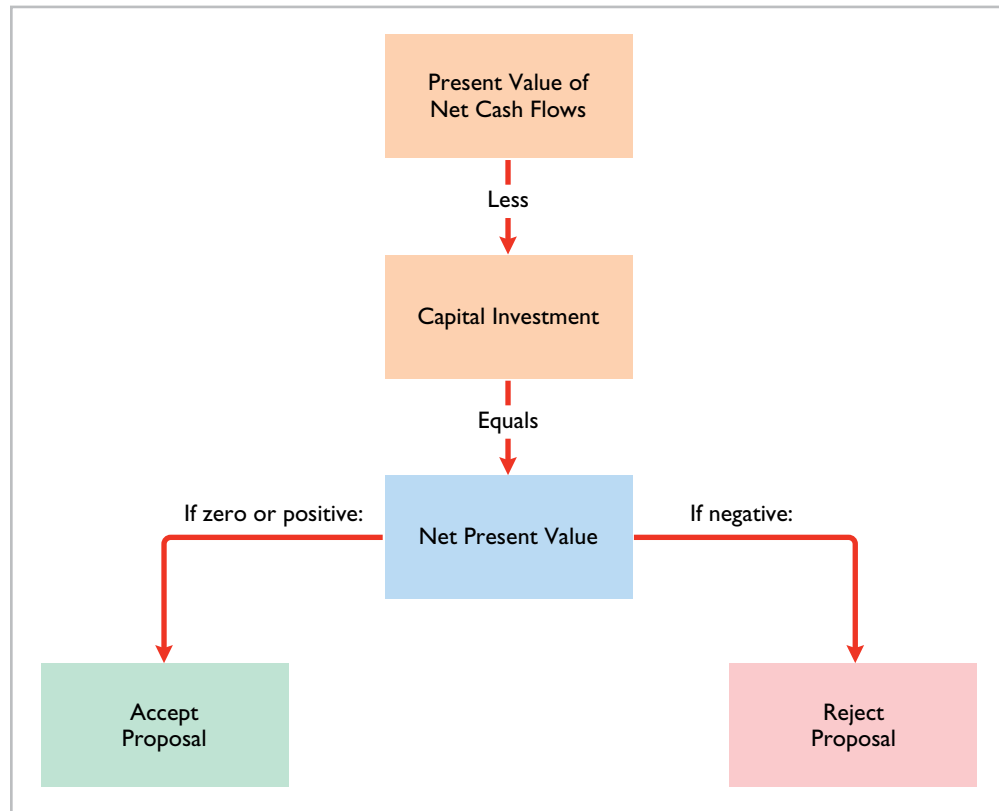 Present Value of
Net Cash Flows
Less
Capital Investment
Equals
If zero or positive:
If negative:
Net Present Value
Accept
Proposal
Reject
Proposal